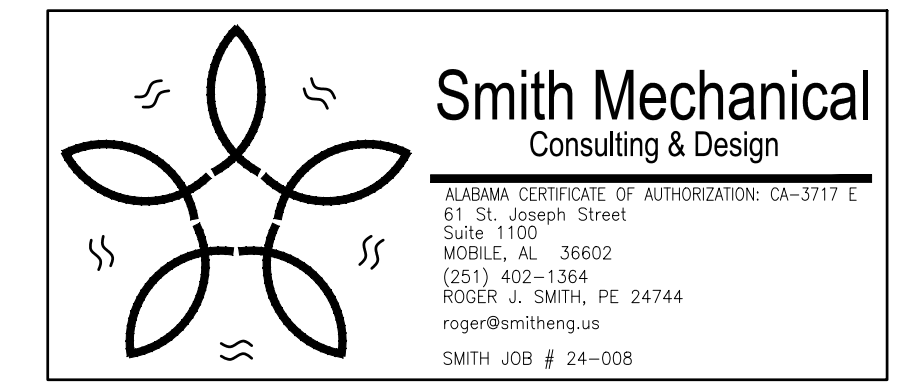 Smith Mechanical
Consulting & Design
ALABAMA CERTIFICATE OF AUTHORIZATION: CA-3717 E
61 St. Joseph Street
Suite 1100
MOBILE, AL 36602
(251) 402-1364
ROGER J. SMITH, PE 24744
roger@smitheng.us
SMITH JOB # 24-008